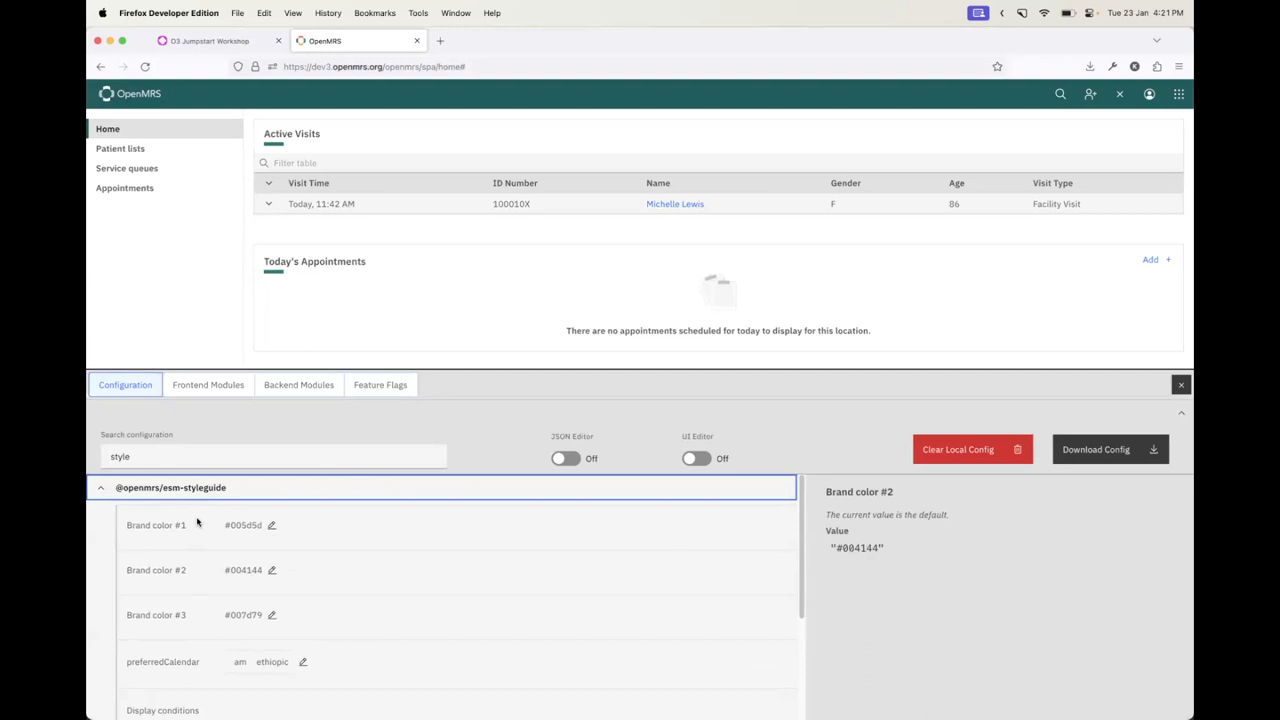 Firefox Developer Edition File Edit View History Bookmarks Tools Window Help Tue 23 Jan 4:21 PM
O3 Jumpstart Workshop OpenMRS
https://dev3.openmrs.org/openmrs/spa/home#
OpenMRS
Home
Patient lists
Service queues
Appointments
Active Visits
Filter table
Visit Time ID Number Name Gender Age Visit Type
Today, 11:42 AM 100010X Michelle Lewis F 86 Facility Visit
Today's Appointments Add +
There are no appointments scheduled for today to display for this location.
Configuration Frontend Modules Backend Modules Feature Flags
Search configuration JSON Editor UI Editor
style Off Off Clear Local Config Download Config
@openmrs/esm-styleguide
Brand color #1 #005d5d
Brand color #2 #004144
Brand color #3 #007d79
preferredCalendar am ethiopic
Display conditions
Brand color #2
The current value is the default.
Value
"#004144"